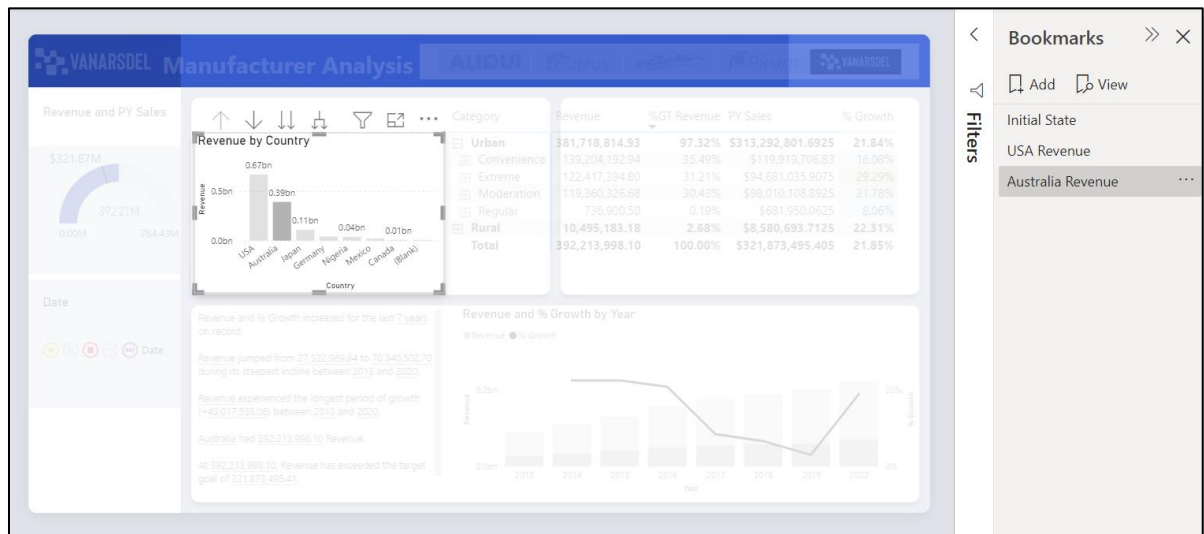 VANARSDEL Manufacturer Analysis
ALIQUI
Pirum
VANARSDEL
Revenue and PY Sales
$321.87M
392.21M
0.00M 784.43M
Date
Date
Revenue by Country
0.67bn
0.39bn
0.11bn
0.04bn
0.01bn
0.5bn
0.0bn
Revenue
USA
Australia
Japan
Germany
Nigeria
Mexico
Canada
(Blank)
Country
Category Revenue %GT Revenue PY Sales % Growth
Urban 381,718,814.93 97.32% $313,292,801.6925 21.84%
Convenience 139,204,192.94 35.49% $119,919,706.83 16.08%
Extreme 122,417,394.80 31.21% $94,681,035.9075 29.29%
Moderation 119,360,326.68 30.43% $98,010,108.8925 21.78%
Regular 736,900.50 0.19% $681,950.0625 8.06%
Rural 10,495,183.18 2.68% $8,580,693.7125 22.31%
Total 392,213,998.10 100.00% $321,873,495.405 21.85%
Revenue and % Growth increased for the last 7 years
on record.
Revenue jumped from 27,322,969.64 to 70,340,502.70
during its steepest incline between 2013 and 2020.
Revenue experienced the longest period of growth
(+43,017,533.06) between 2013 and 2020.
Australia had 392,213,998.10 Revenue.
At 392,213,998.10, Revenue has exceeded the target
goal of 321,873,495.41.
Revenue and % Growth by Year
Revenue % Growth
0.2bn
0.0bn
Revenue
20%
0%
% Growth
2013 2014 2015 2016 2017 2018 2019 2020
Year
Filters
Bookmarks
Add View
Initial State
USA Revenue
Australia Revenue